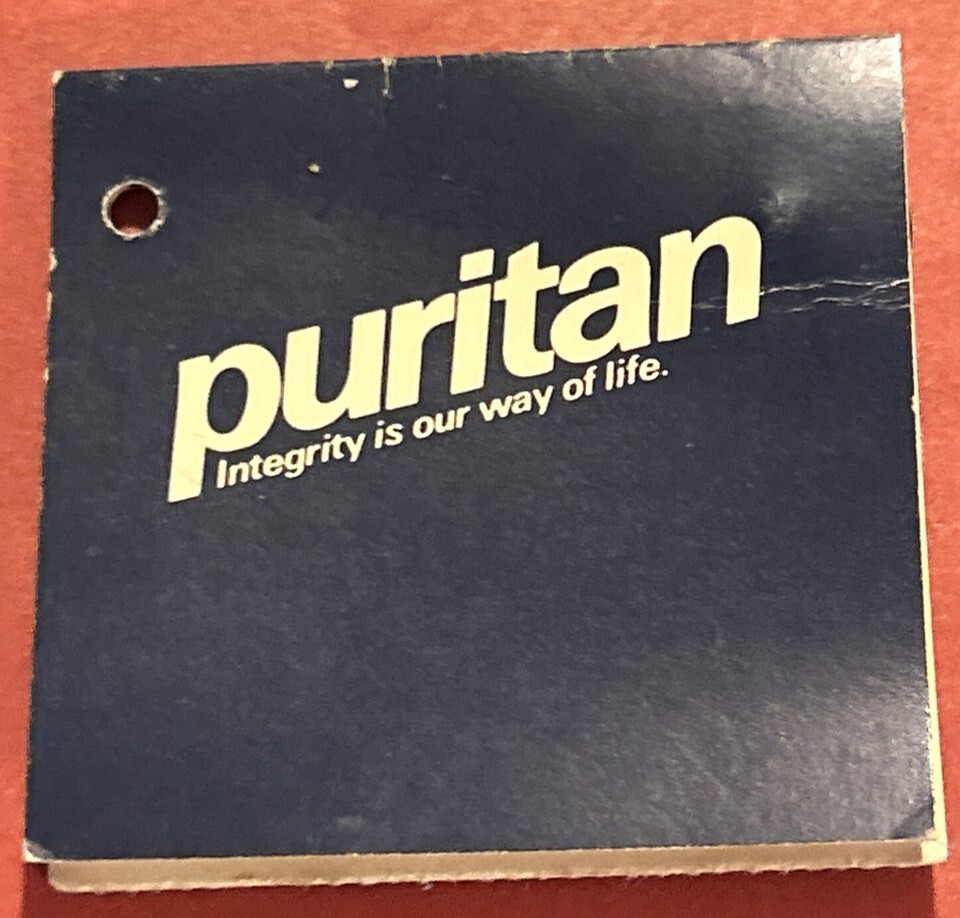 puritan
Integrity is our way of life.